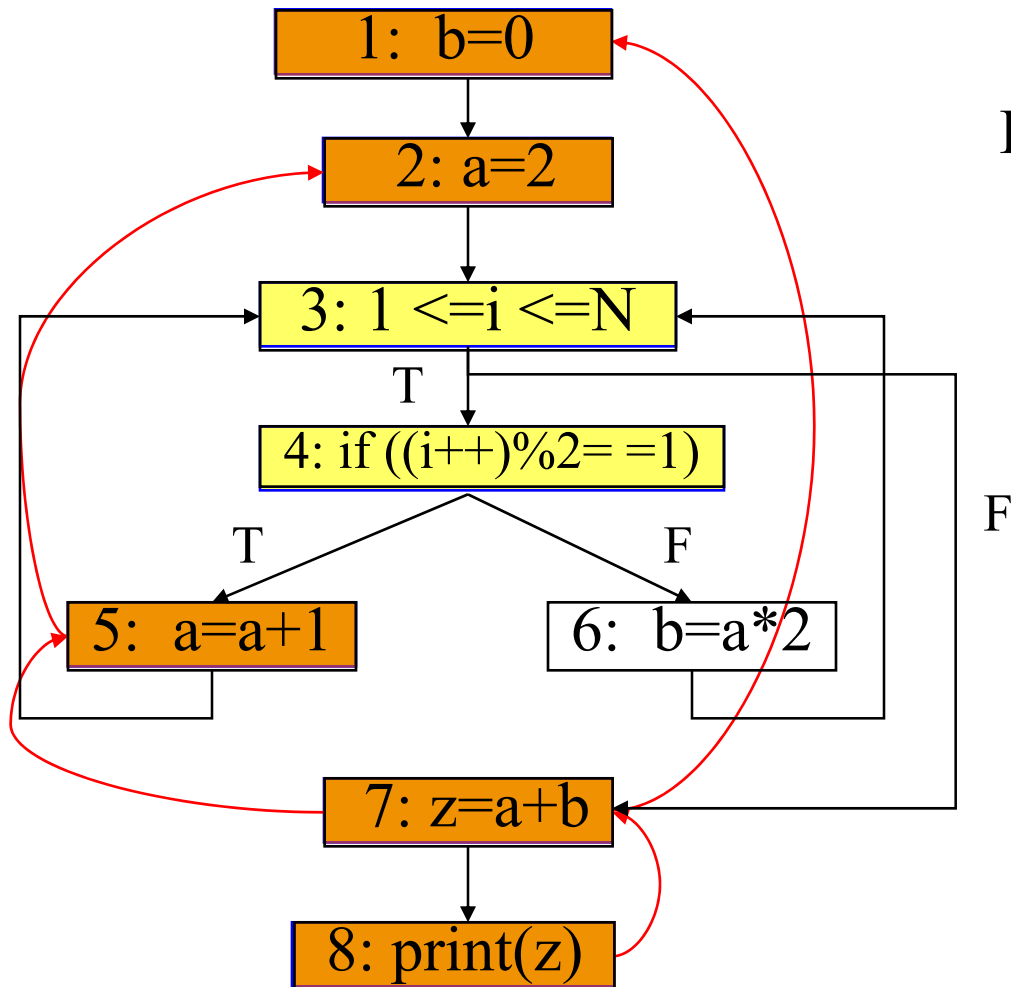 1: b=0
2: a=2
3: 1 <=i <=N
T
4: if ((i++)%2= =1)
F
T
F
5: a=a+1
6: b=a*2
7: z=a+b
8: print(z)